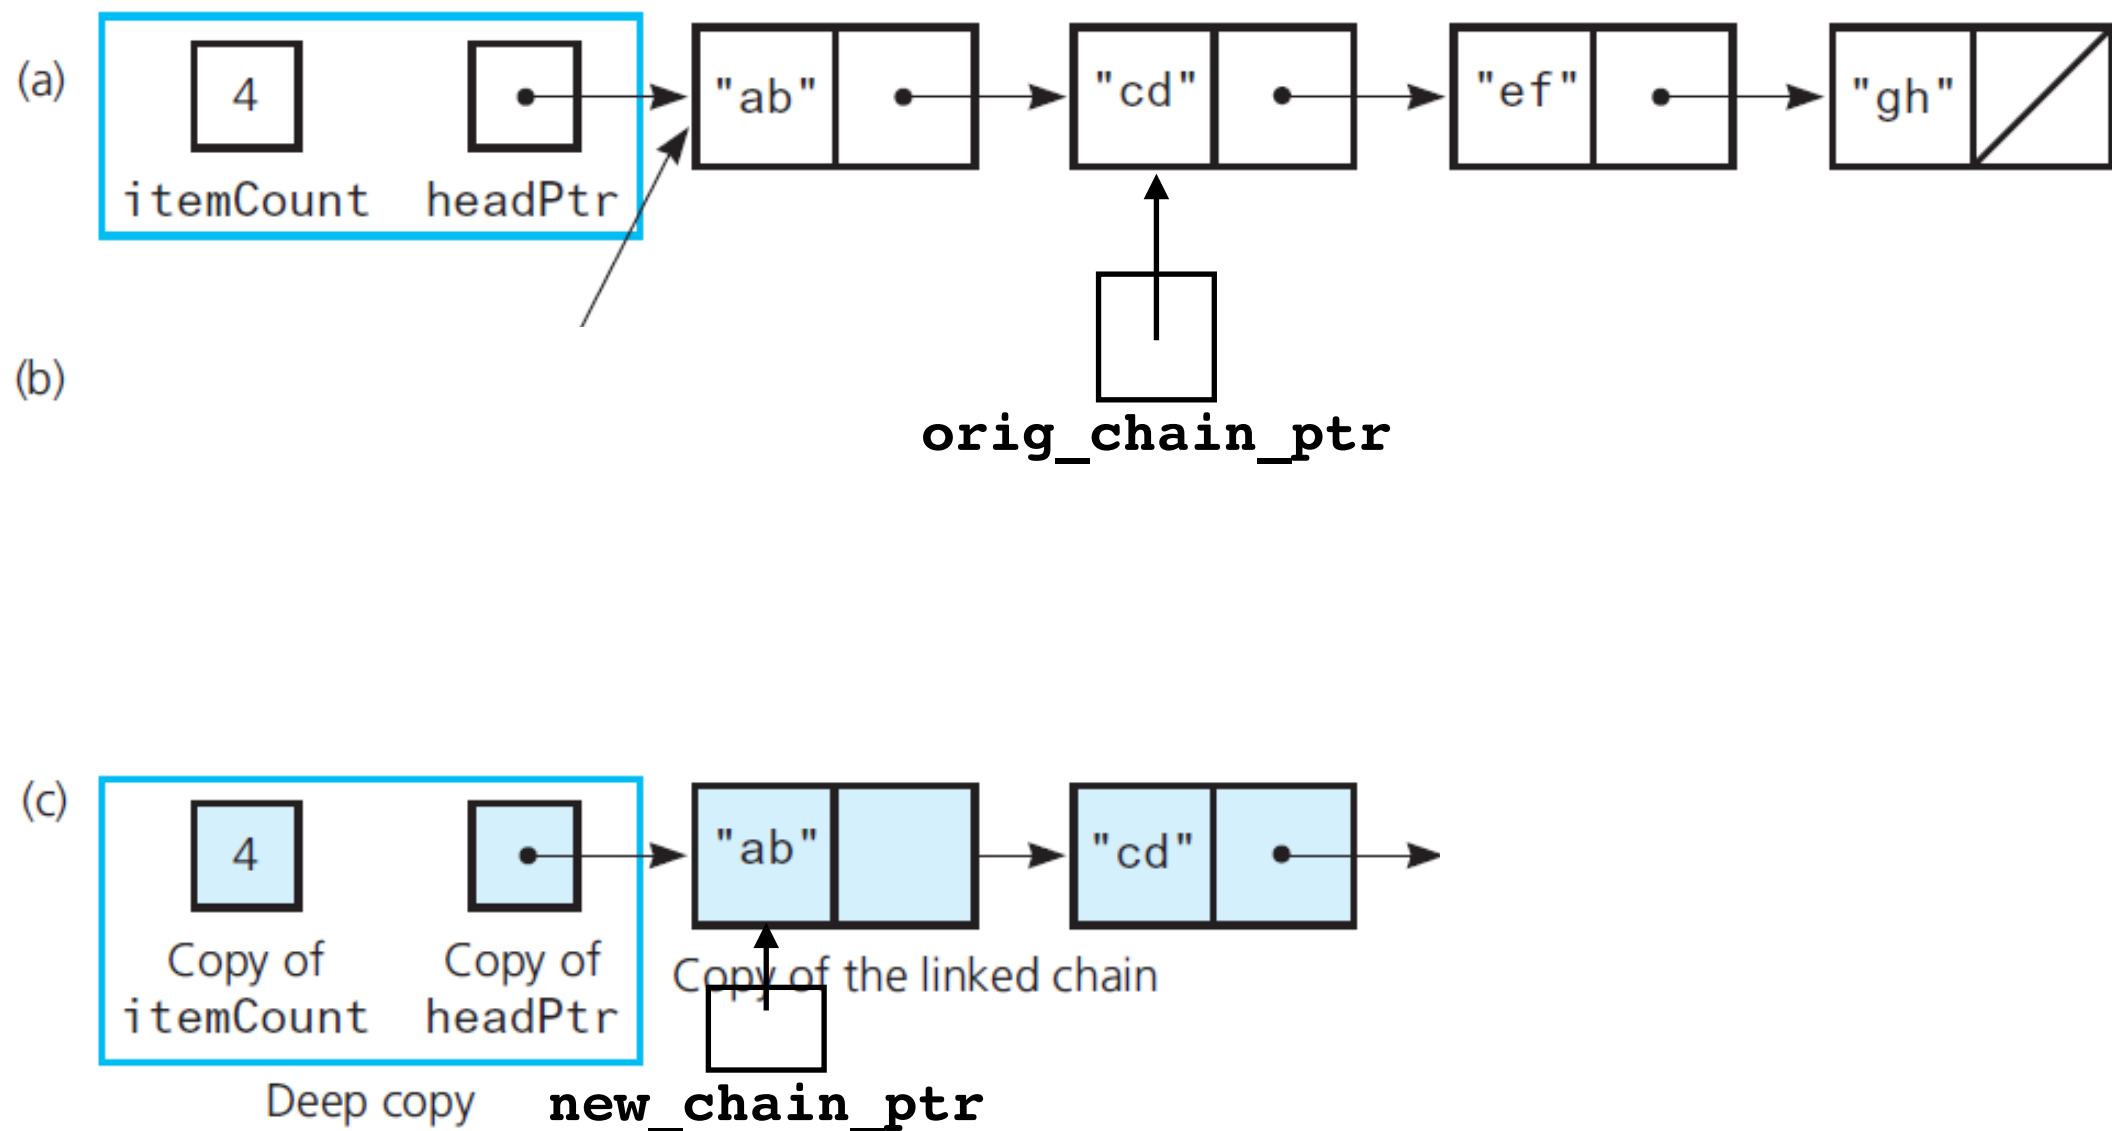 (a)
4
"ab"
"cd"
"ef"
"gh"
itemCount
headPtr
(b)
orig_chain_ptr
(c)
4
"ab"
"cd"
Copy of
itemCount
Copy of
headPtr
Copy of the linked chain
Deep copy
new_chain_ptr